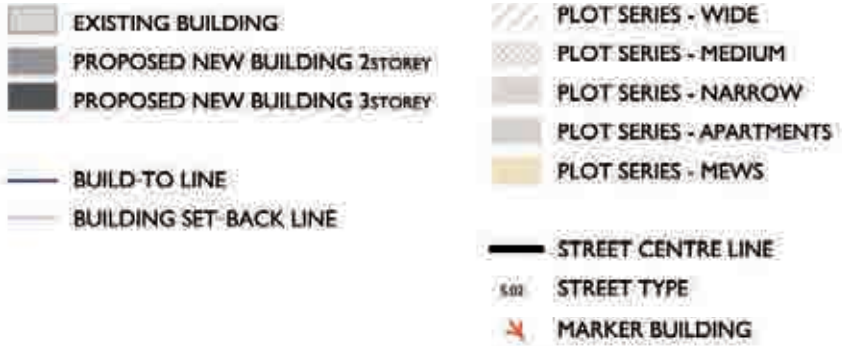 EXISTING BUILDING
PROPOSED NEW BUILDING 2STOREY
PROPOSED NEW BUILDING 3STOREY
BUILD TO LINE
BUILDING SET BACK LINE
PLOT SERIES - WIDE
PLOT SERIES - MEDIUM
PLOT SERIES - NARROW
PLOT SERIES - APARTMENTS
PLOT SERIES - MEWS
STREET CENTRE LINE
STREET TYPE
MARKER BUILDING